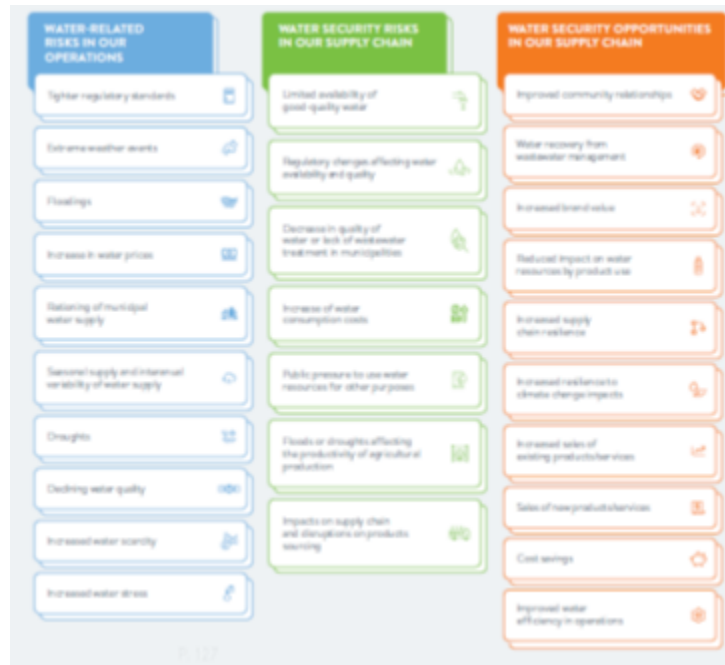 WATER-RELATED
RISKS IN OUR
OPERATIONS
Tighter regulatory standards
Extreme weather events
Floodings
Increase in water prices
Rationing of municipal
water supply
Seasonal supply and interannual
variability of water supply
Droughts
Declining water quality
Increased water scarcity
Increased water stress
WATER SECURITY RISKS
IN OUR SUPPLY CHAIN
Limited availability of
good-quality water
Regulatory changes affecting water
availability and quality
Decrease in quality of
water or lack of wastewater
treatment in municipalities
Increase of water
consumption costs
Public pressure to use water
resources for other purposes
Floods or droughts affecting
the productivity of agricultural
production
Impacts on supply chain
and disruptions on products
sourcing
WATER SECURITY OPPORTUNITIES
IN OUR SUPPLY CHAIN
Improved community relationships
Water recovery from
wastewater management
Increased brand value
Reduced impact on water
resources by product use
Increased supply
chain resilience
Increased resilience to
climate change impacts
Increased sales of
existing products/services
Sales of new products/services
Cost savings
Improved water
efficiency in operations